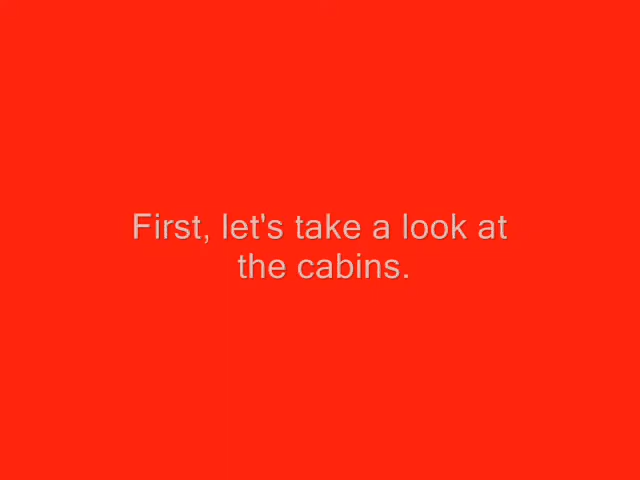 First, let's take a look at
the cabins.